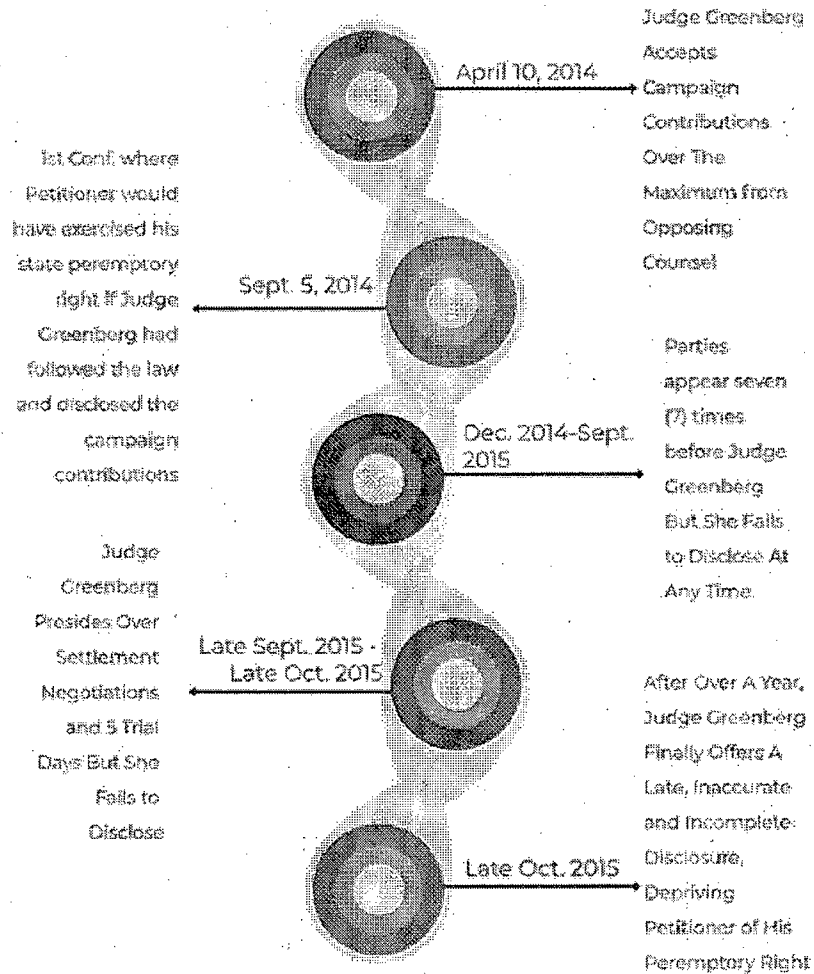 April 10, 2014
Judge Greenberg
Accepts
Campaign
Contributions
Over The
Maximum from
Opposing
Counsel
Sept. 5, 2014
1st Conf. where
Petitioner would
have exercised his
state peremptory
right if Judge
Greenberg had
followed the law
and disclosed the
campaign
contributions
Dec. 2014-Sept.
2015
Parties
appear seven
(7) times
before Judge
Greenberg
But She Fails
to Disclose At
Any Time.
Late Sept. 2015 -
Late Oct. 2015
Judge
Greenberg
Presides Over
Settlement
Negotiations
and 5 Trial
Days But She
Fails to
Disclose
Late Oct. 2015
After Over A Year,
Judge Greenberg
Finally Offers A
Late, Inaccurate
and Incomplete
Disclosure,
Depriving
Petitioner of His
Peremptory Right